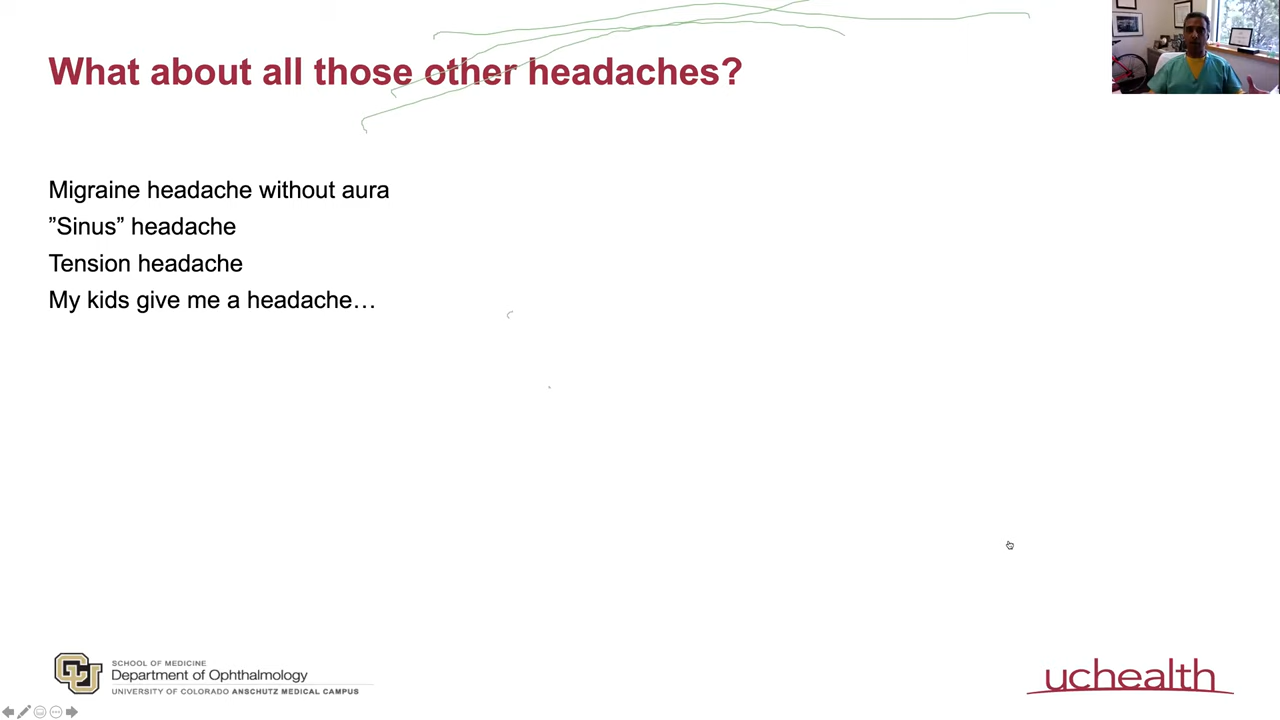 What about all those other headaches?
Migraine headache without aura
”Sinus” headache
Tension headache
My kids give me a headache…
SCHOOL OF MEDICINE
Department of Ophthalmology
UNIVERSITY OF COLORADO ANSCHUTZ MEDICAL CAMPUS
uchealth